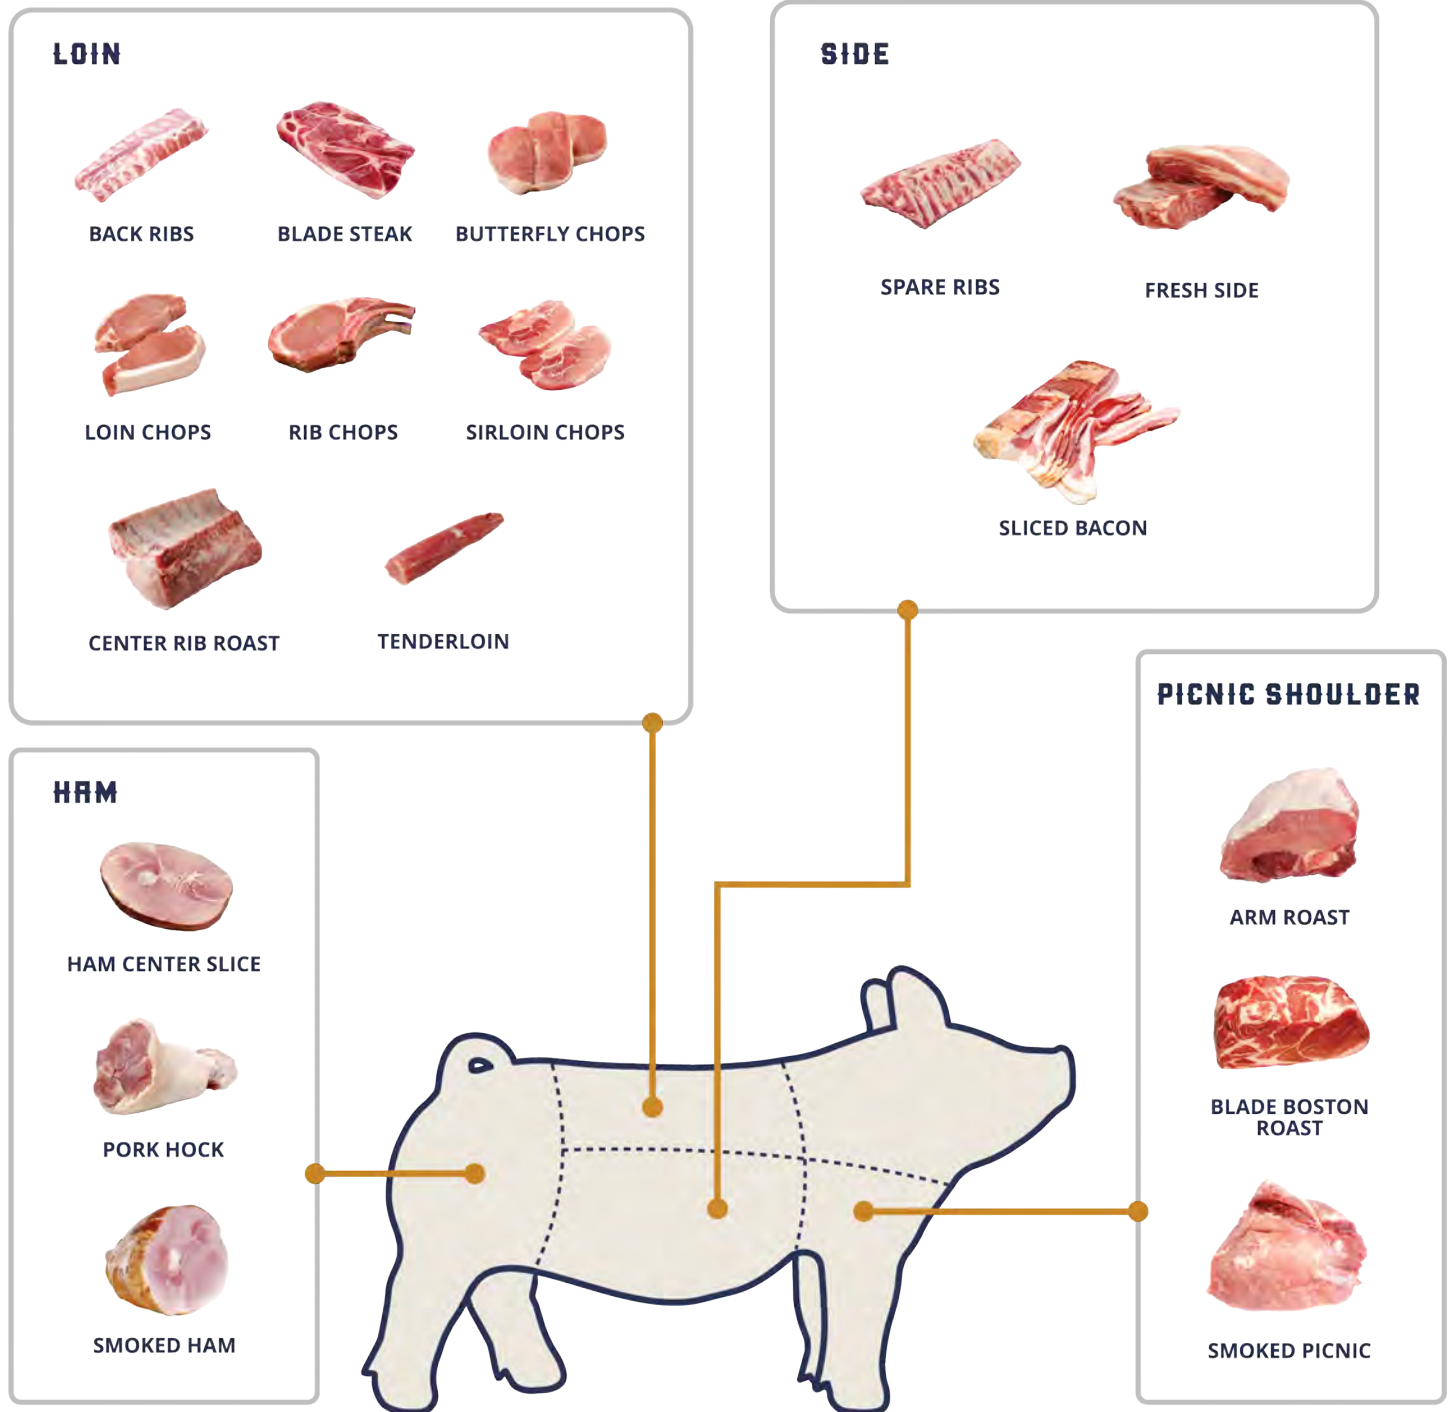 LOIN
BACK RIBS
BLADE STEAK
BUTTERFLY CHOPS
LOIN CHOPS
RIB CHOPS
SIRLOIN CHOPS
CENTER RIB ROAST
TENDERLOIN
SIDE
SPARE RIBS
FRESH SIDE
SLICED BACON
HAM
HAM CENTER SLICE
PORK HOCK
SMOKED HAM
PICNIC SHOULDER
ARM ROAST
BLADE BOSTON
ROAST
SMOKED PICNIC